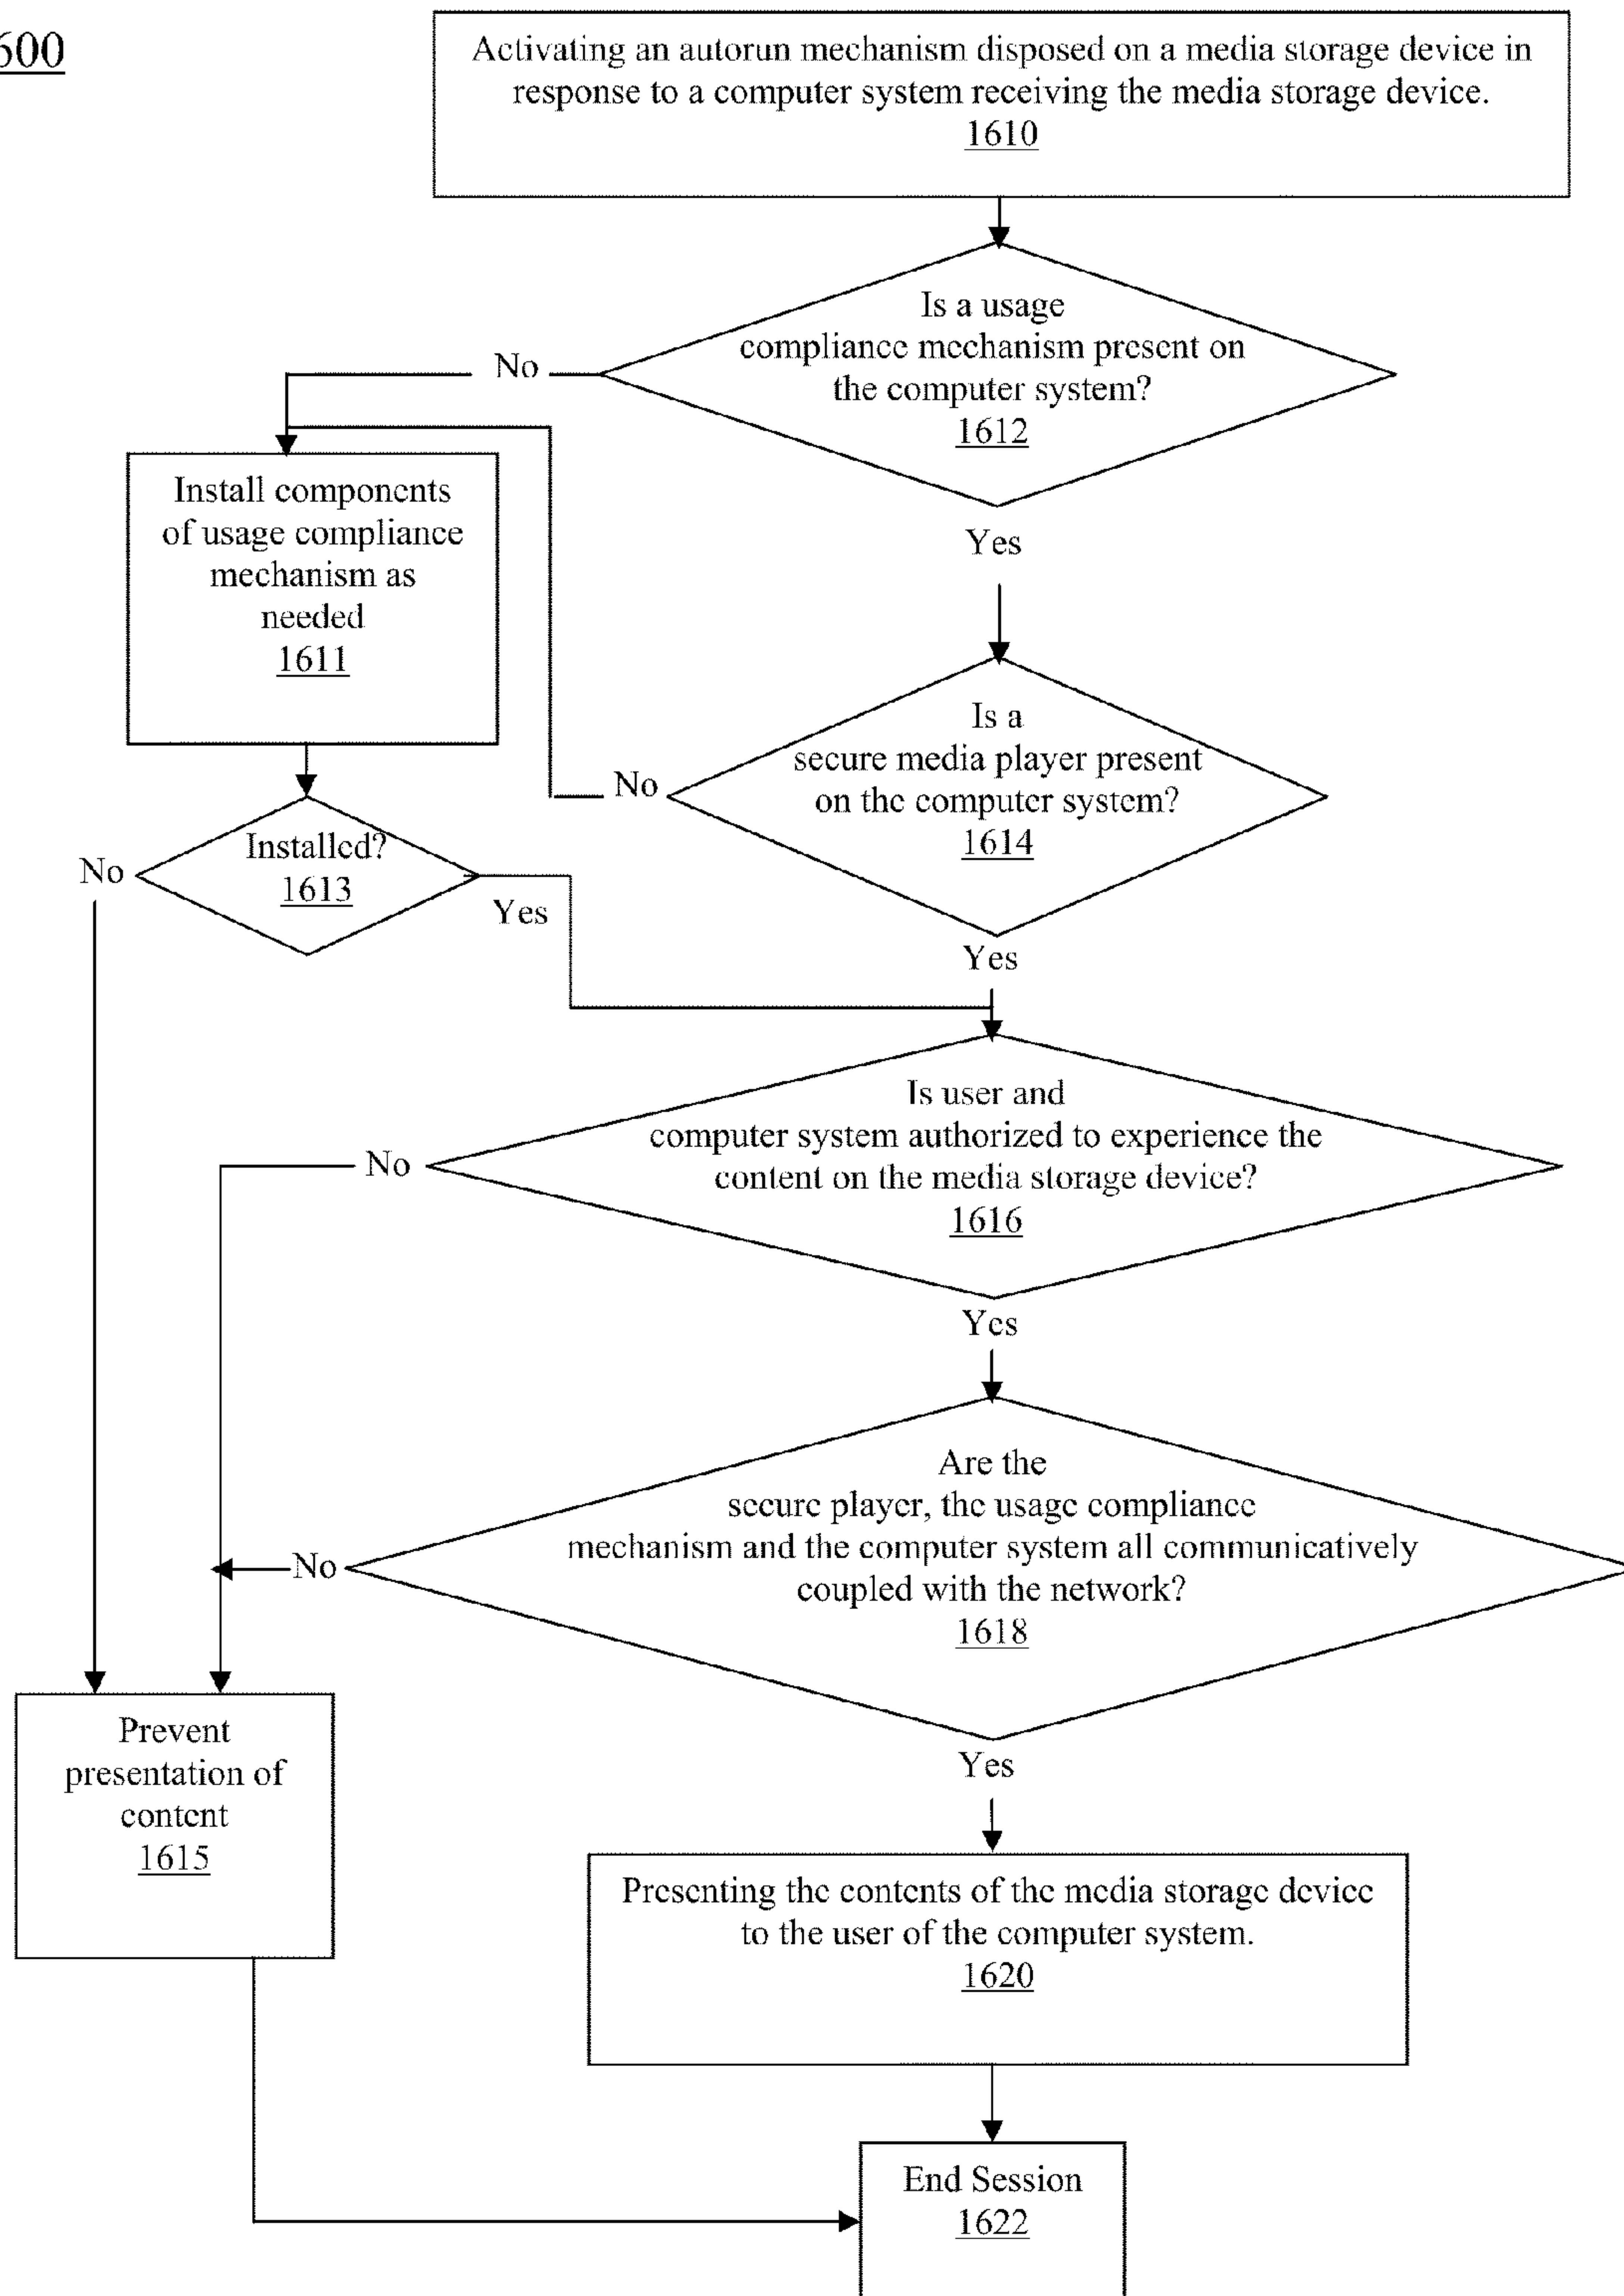 600
Activating an autorun mechanism disposed on a media storage device in
response to a computer system receiving the media storage device.
1610
Is a usage
compliance mechanism present on
the computer system?
1612
No
Yes
Install components
of usage compliance
mechanism as
needed
1611
Is a
secure media player present
on the computer system?
1614
No
Yes
Installed?
1613
No
Yes
Is user and
computer system authorized to experience the
content on the media storage device?
1616
No
Yes
Are the
secure player, the usage compliance
mechanism and the computer system all communicatively
coupled with the network?
1618
No
Yes
Prevent
presentation of
content
1615
Presenting the contents of the media storage device
to the user of the computer system.
1620
End Session
1622